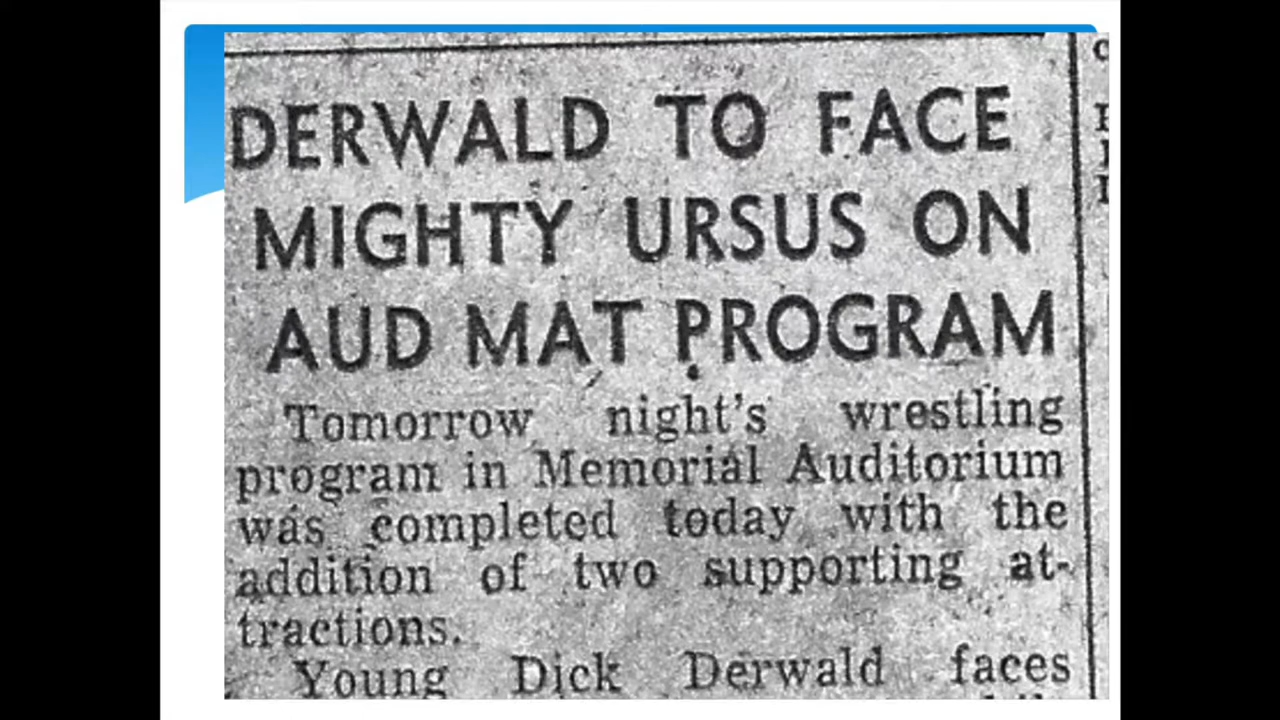 DERWALD TO FACE
MIGHTY URSUS ON
AUD MAT PROGRAM
Tomorrow night's wrestling
program in Memorial Auditorium
was completed today with the
addition of two supporting at-
tractions.
Young Dick Derwald faces